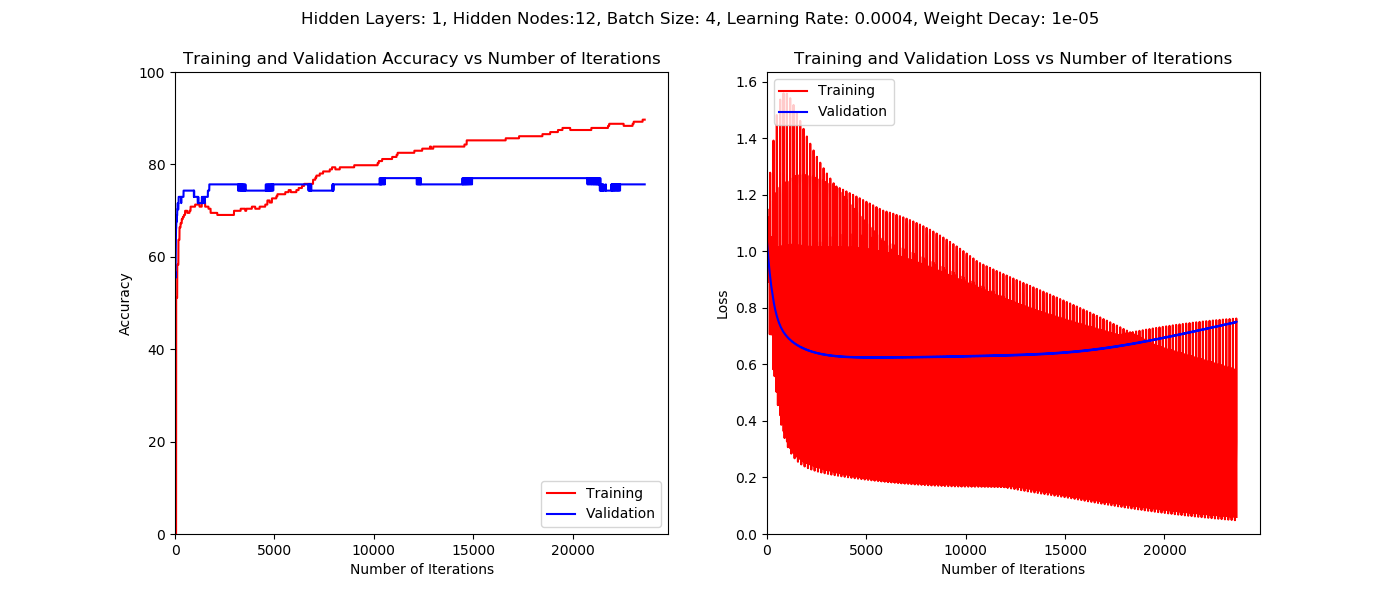 Hidden Layers: 1, Hidden Nodes:12, Batch Size: 4, Learning Rate: 0.0004, Weight Decay: 1e-05
Training and Validation Accuracy vs Number of Iterations
100
80
60
40
20
0
Accuracy
0 5000 10000 15000 20000
Number of Iterations
Training
Validation
Training and Validation Loss vs Number of Iterations
1.6
1.4
1.2
1.0
0.8
0.6
0.4
0.2
0.0
Loss
0 5000 10000 15000 20000
Number of Iterations
Training
Validation